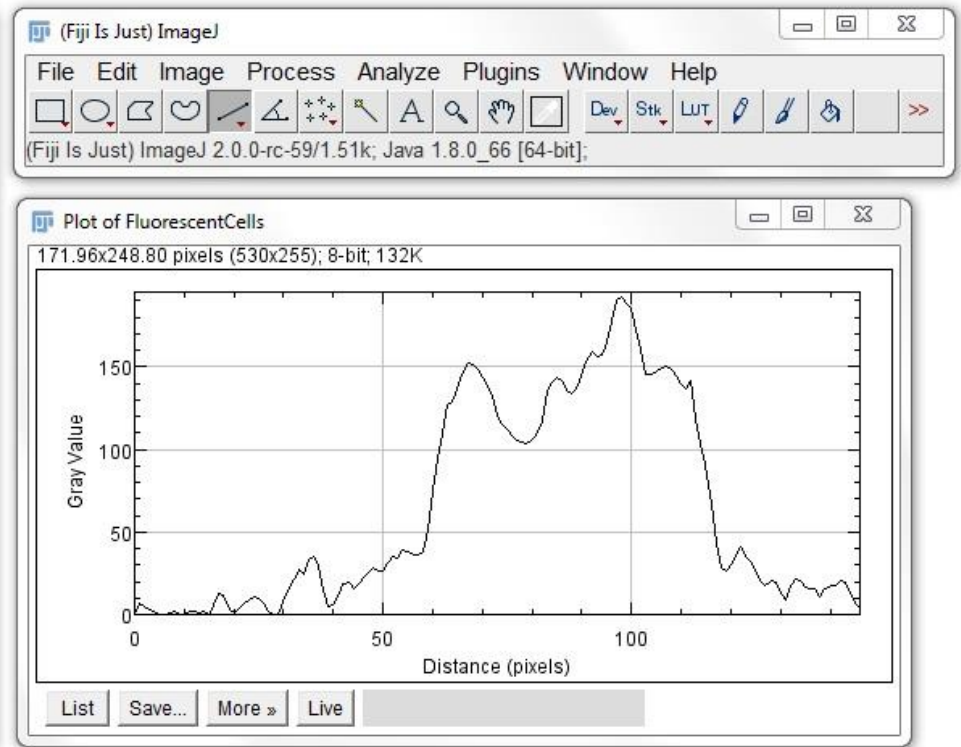 (Fiji Is Just) ImageJ
File Edit Image Process Analyze Plugins Window Help
A Dev Stk LUT >>
(Fiji Is Just) ImageJ 2.0.0-rc-59/1.51k; Java 1.8.0_66 [64-bit];
Plot of FluorescentCells
171.96x248.80 pixels (530x255); 8-bit; 132K
150
100
50
0
Gray Value
0 50 100
Distance (pixels)
List Save... More » Live